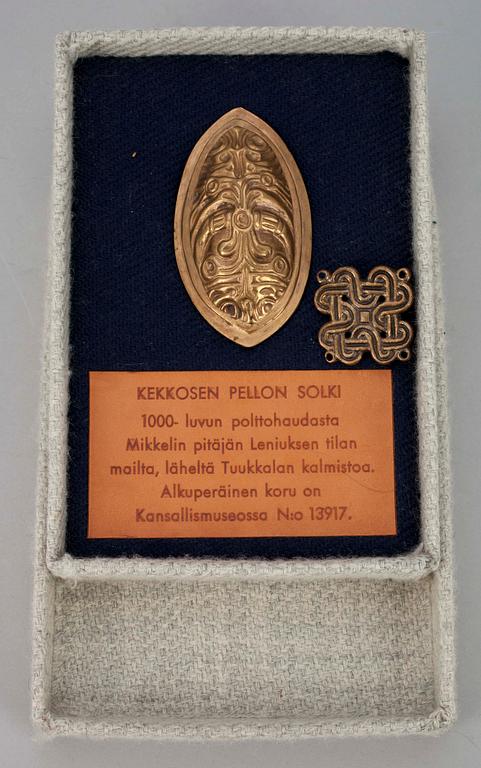 KEKKOSEN PELLON SOLKI
1000- luvun polttohaudasta
Mikkelin pitäjän Leniuksen tilan
mailta, läheltä Tuukkalan kalmistoa.
Alkuperäinen koru on
Kansallismuseossa N:o 13917.